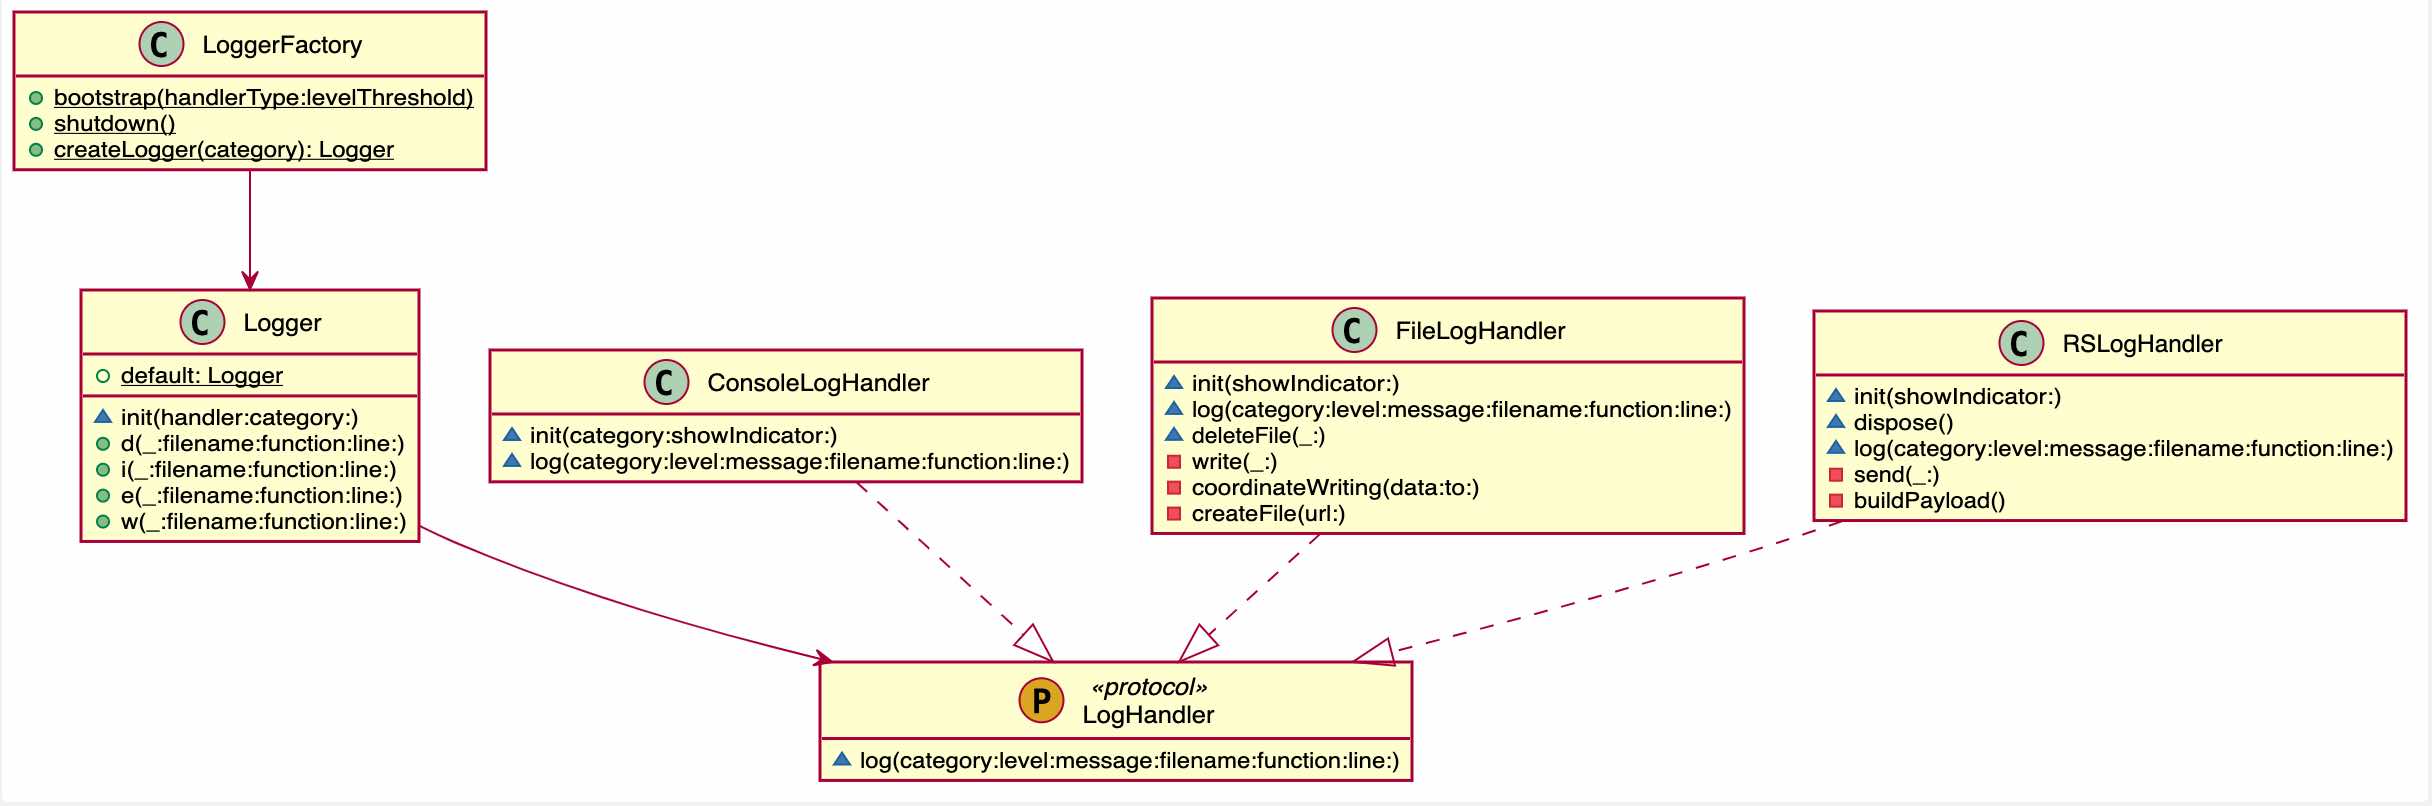 C LoggerFactory
bootstrap(handlerType:levelThreshold)
shutdown()
createLogger(category): Logger
C Logger
default: Logger
init(handler:category:)
d(_:filename:function:line:)
i(_:filename:function:line:)
e(_:filename:function:line:)
w(_:filename:function:line:)
C ConsoleLogHandler
init(category:showIndicator:)
log(category:level:message:filename:function:line:)
C FileLogHandler
init(showIndicator:)
log(category:level:message:filename:function:line:)
deleteFile(_:)
write(_:)
coordinateWriting(data:to:)
createFile(url:)
C RSLogHandler
init(showIndicator:)
dispose()
log(category:level:message:filename:function:line:)
send(_:)
buildPayload()
P «protocol»
LogHandler
log(category:level:message:filename:function:line:)